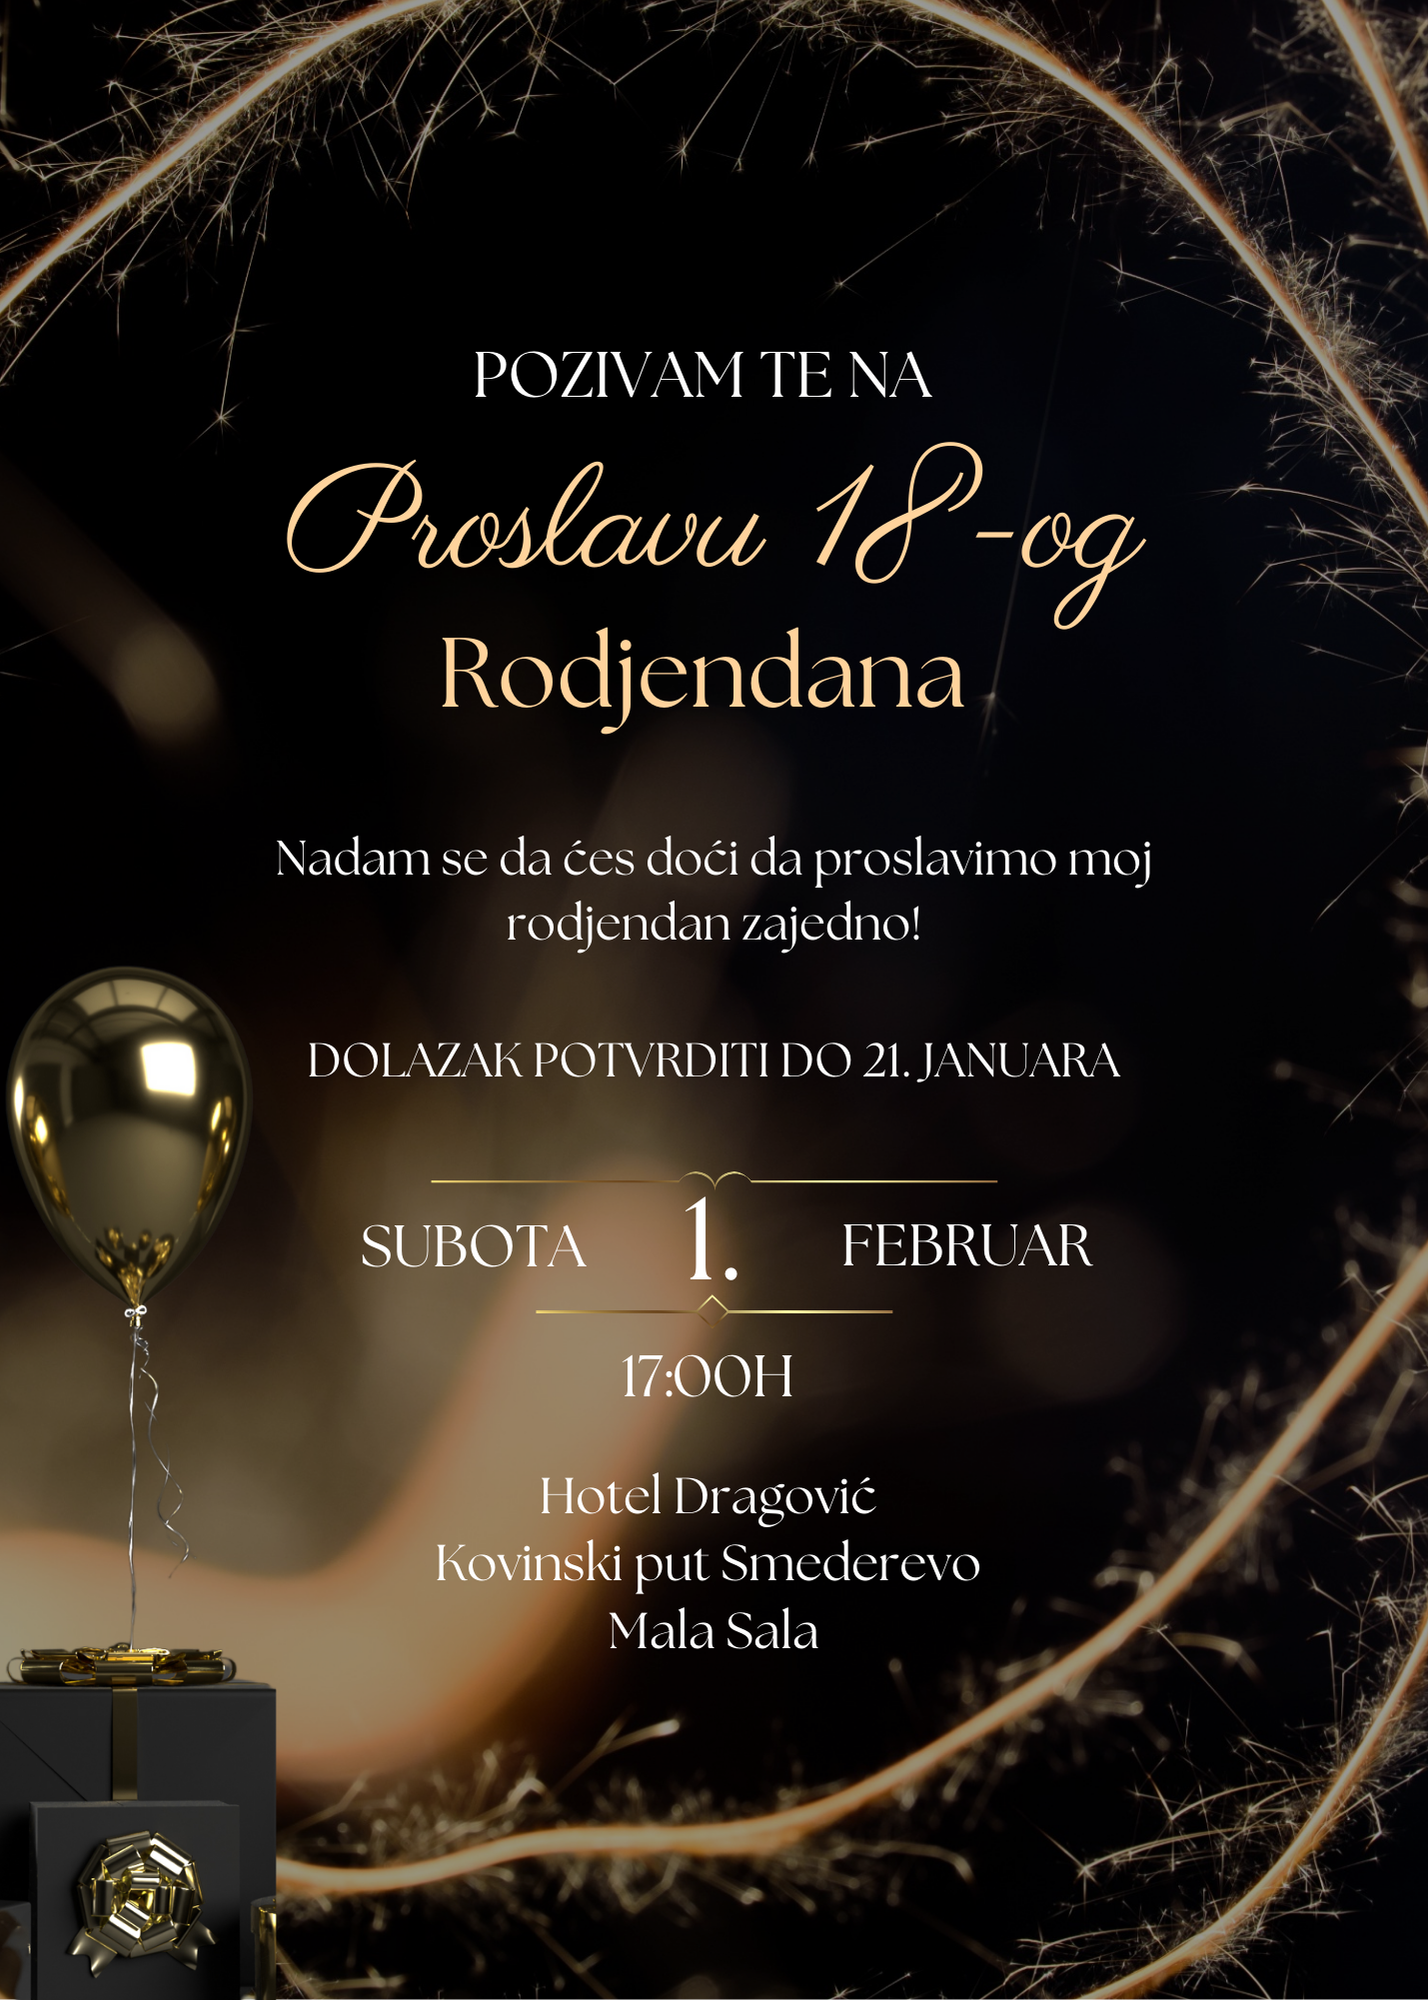 POZIVAM TE NA
Proslavu 18-og
Rodjendana
Nadam se da ćes doći da proslavimo moj
rodjendan zajedno!
DOLAZAK POTVRDITI DO 21. JANUARA
SUBOTA 1. FEBRUAR
17:00H
Hotel Dragović
Kovinski put Smederevo
Mala Sala